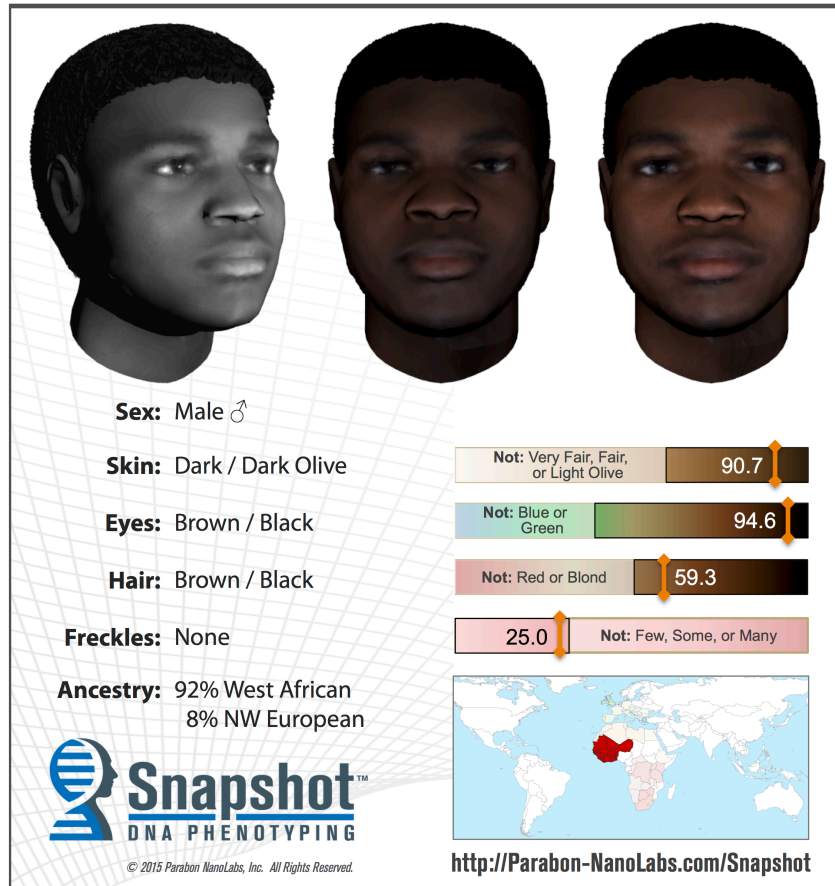 Sex: Male ♂
Skin: Dark / Dark Olive
Not: Very Fair, Fair,
or Light Olive
90.7
Eyes: Brown / Black
Not: Blue or
Green
94.6
Hair: Brown / Black
Not: Red or Blond
59.3
Freckles: None
25.0
Not: Few, Some, or Many
Ancestry: 92% West African
8% NW European
Snapshot™
DNA PHENOTYPING
© 2015 Parabon NanoLabs, Inc. All Rights Reserved.
http://Parabon-NanoLabs.com/Snapshot